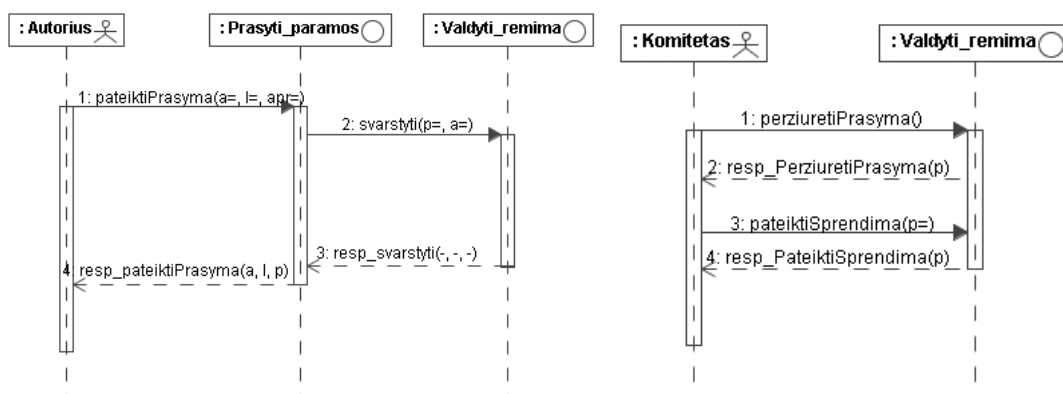 : Autorius
: Prasyti_paramos
: Valdyti_remima
1: pateiktiPrasyma(a=, l=, apr=)
2: svarstyti(p=, a=)
3: resp_svarstyti(-, -, -)
4: resp_pateiktiPrasyma(a, l, p)
: Komitetas
: Valdyti_remima
1: perziuretiPrasyma()
2: resp_PerziuretiPrasyma(p)
3: pateiktiSprendima(p=)
4: resp_PateiktiSprendima(p)